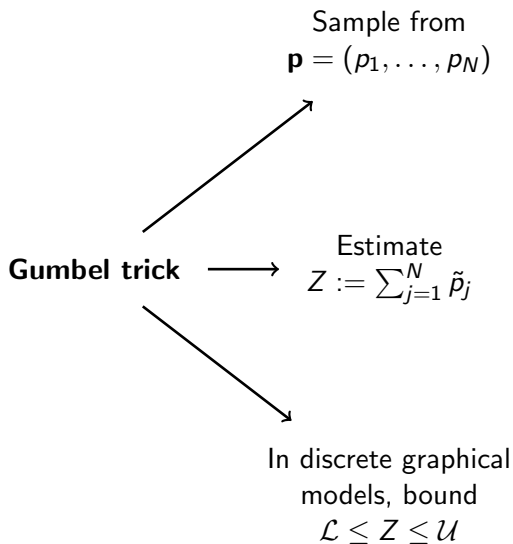 Sample from
p = (p₁, . . . , p_N)
Gumbel trick
Estimate
Z := ∑_{j=1}^{N} p̃_j
In discrete graphical
models, bound
ℒ ≤ Z ≤ 𝒰